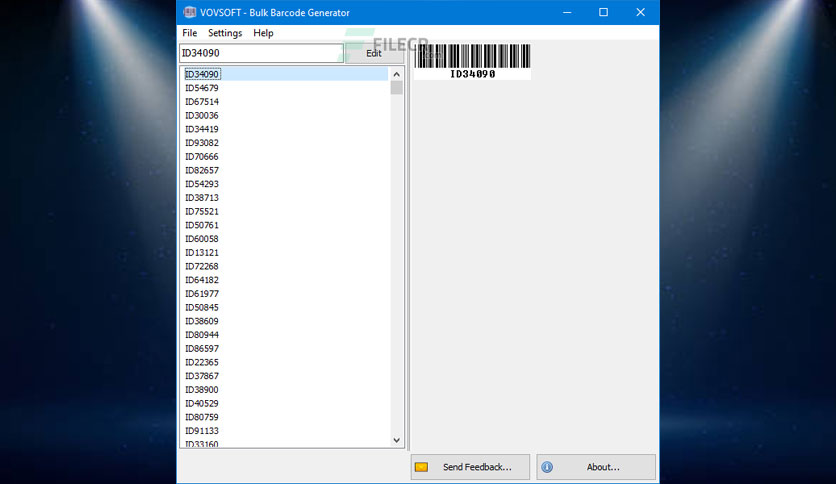 VOVSOFT - Bulk Barcode Generator
File Settings Help
FILECR
.com
ID34090 Edit
ID34090
ID54679
ID67514
ID30036
ID34419
ID93082
ID70666
ID82657
ID54293
ID38713
ID75521
ID50761
ID60058
ID13121
ID72268
ID64182
ID61977
ID50845
ID38609
ID80944
ID86597
ID22365
ID37867
ID38900
ID40529
ID80759
ID91133
ID33160
ID34090
Send Feedback... About...